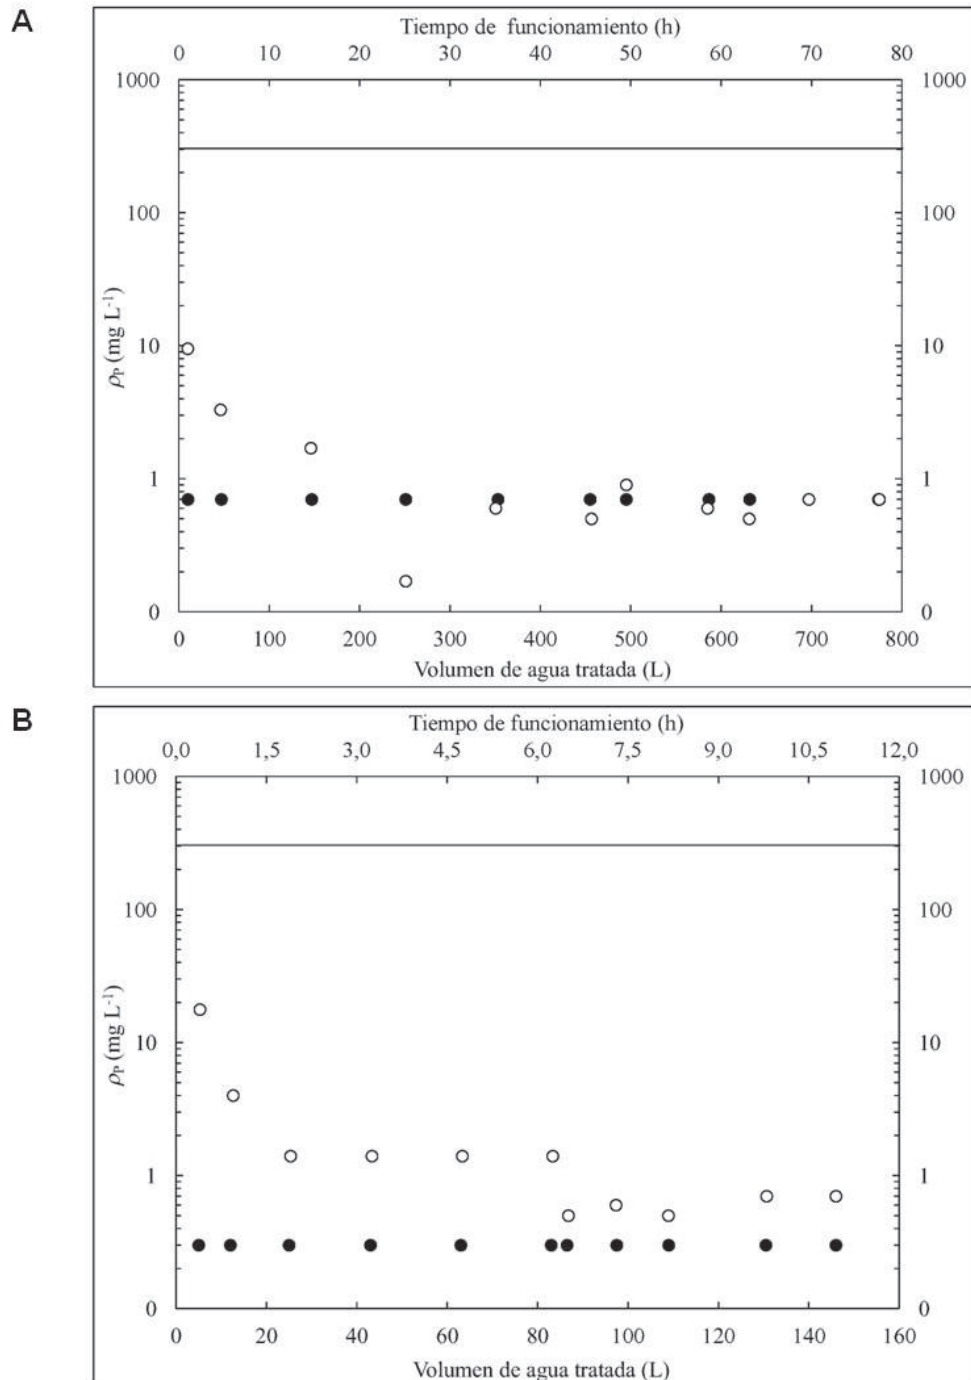 A
Tiempo de funcionamiento (h)
0 10 20 30 40 50 60 70 80
1000 1000
100 100
10 10
1 1
0 0
ρP (mg L-1)
0 100 200 300 400 500 600 700 800
Volumen de agua tratada (L)
B
Tiempo de funcionamiento (h)
0,0 1,5 3,0 4,5 6,0 7,5 9,0 10,5 12,0
1000 1000
100 100
10 10
1 1
0 0
ρP (mg L-1)
0 20 40 60 80 100 120 140 160
Volumen de agua tratada (L)